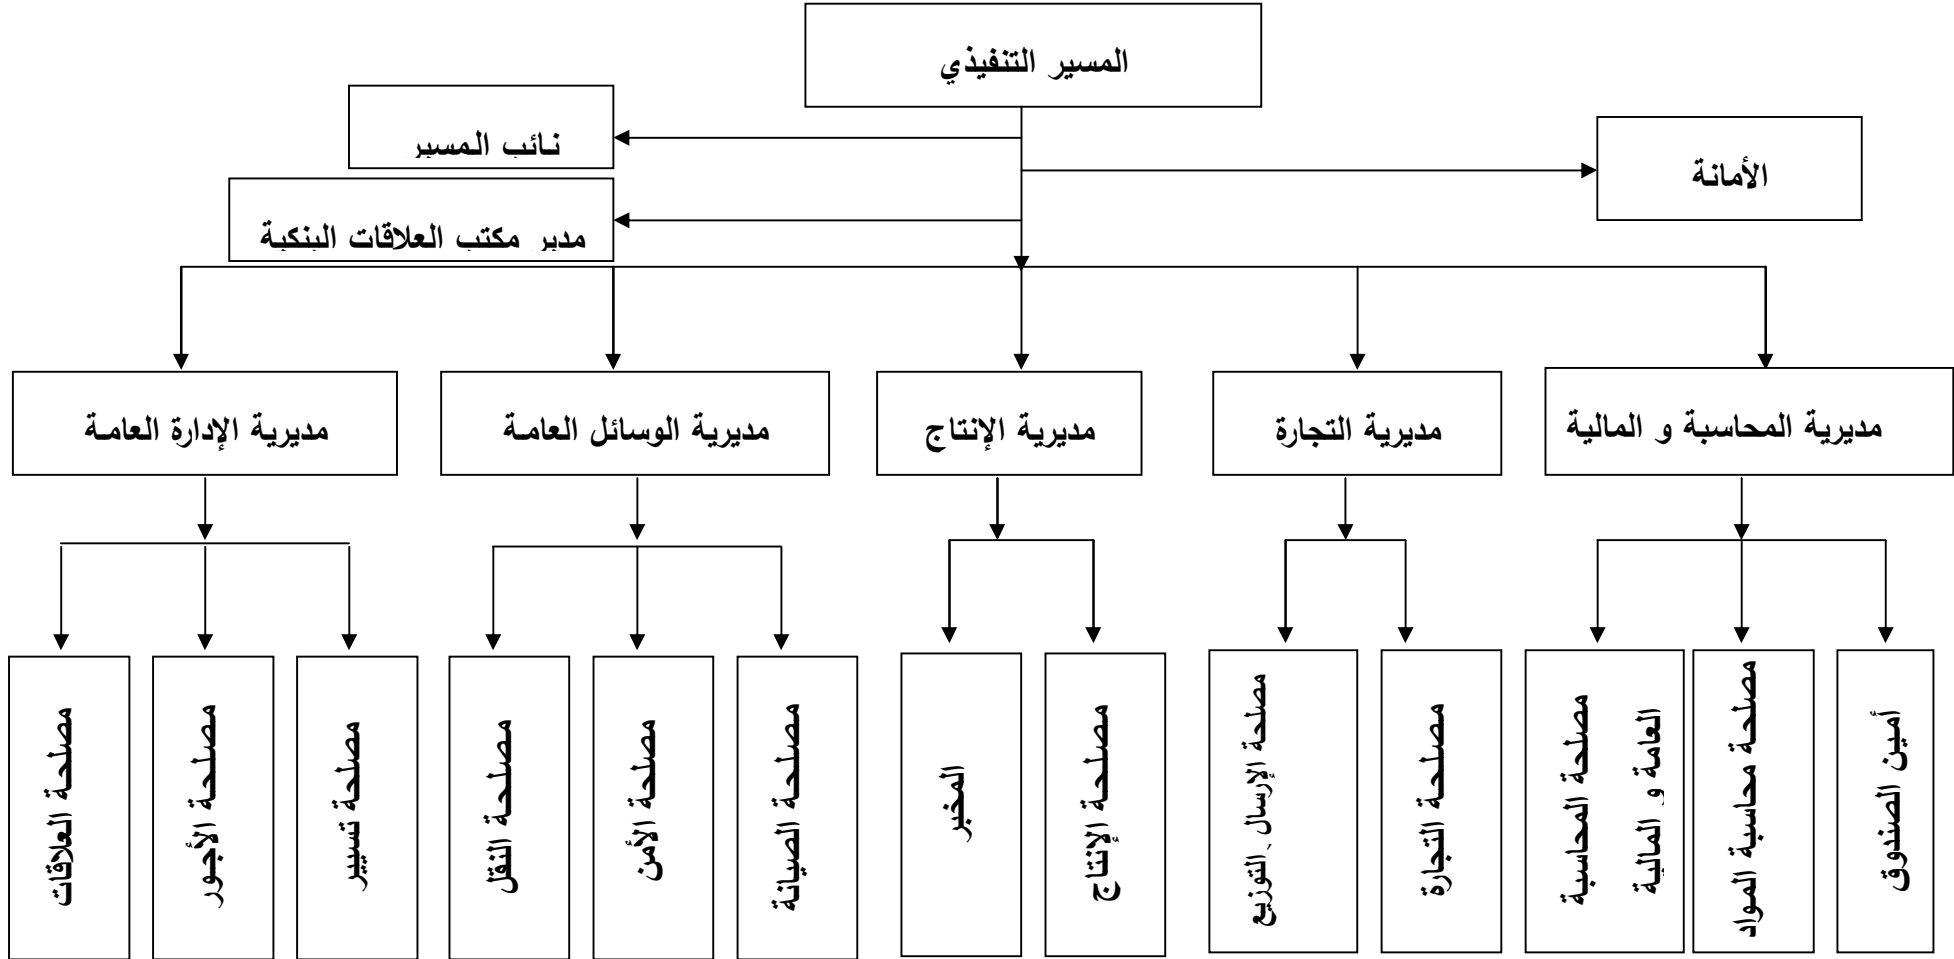 المسير التنفيذي
نائب المسير
الأمانة
مدير مكتب العلاقات البنكية
مديرية المحاسبة و المالية
مديرية التجارة
مديرية الإنتاج
مديرية الوسائل العامة
مديرية الإدارة العامة
أمين الصندوق
مصلحة محاسبة المواد
مصلحة المحاسبة
العامة و المالية
مصلحة التجارة
مصلحة الإرسال .التوزيع
مصلحة الإنتاج
المخبر
مصلحة الصيانة
مصلحة الأمن
مصلحة النقل
مصلحة تسيير
مصلحة الأجور
مصلحة العلاقات